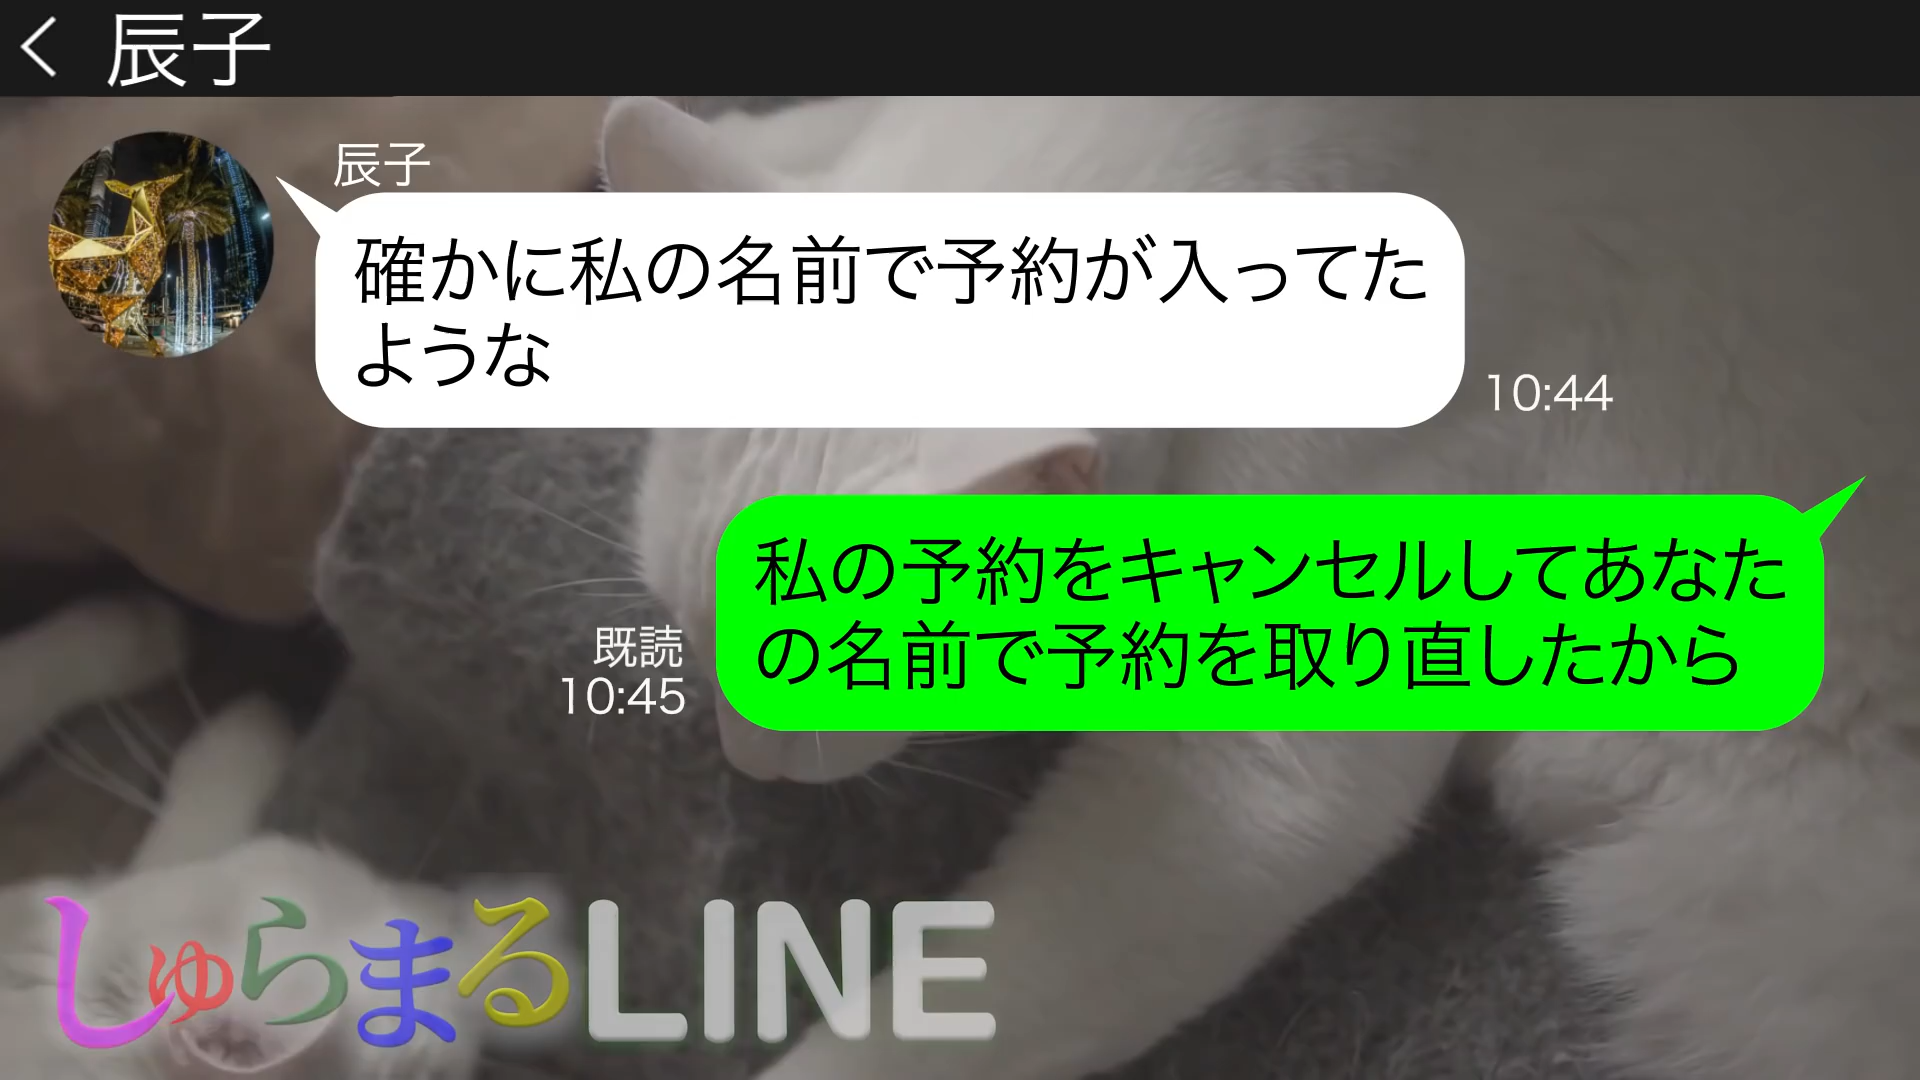 辰子
辰子
確かに私の名前で予約が入ってた
ような
10:44
私の予約をキャンセルしてあなた
の名前で予約を取り直したから
既読
10:45
しゅらまるLINE